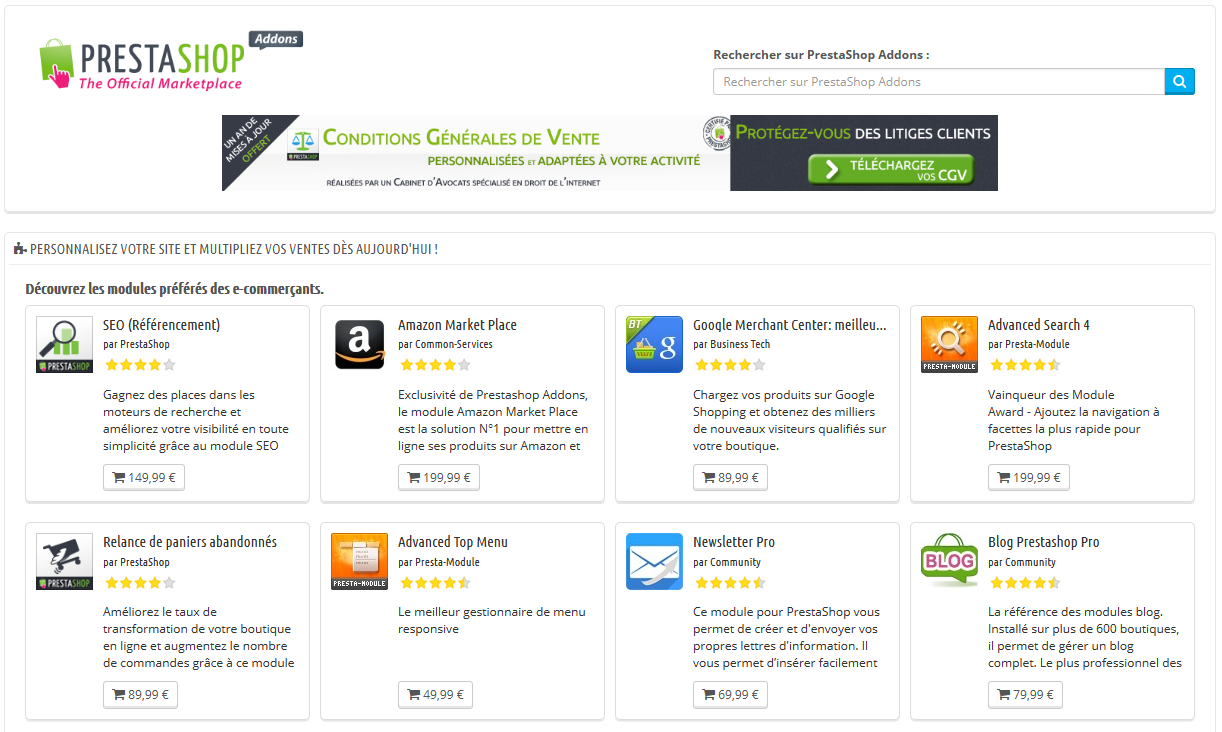 PRESTASHOP
Addons
The Official Marketplace
Rechercher sur PrestaShop Addons :
Rechercher sur PrestaShop Addons
UN AN DE
MISES A JOUR
OFFERT
PRESTASHOP
CONDITIONS GÉNÉRALES DE VENTE
PERSONNALISÉES ET ADAPTÉES À VOTRE ACTIVITÉ
RÉALISÉES PAR UN CABINET D'AVOCATS SPÉCIALISÉ EN DROIT DE L'INTERNET
PROTÉGEZ-VOUS DES LITIGES CLIENTS
TÉLÉCHARGEZ
VOS CGV
PERSONNALISEZ VOTRE SITE ET MULTIPLIEZ VOS VENTES DÈS AUJOURD'HUI !
Découvrez les modules préférés des e-commerçants.
PRESTASHOP
SEO (Référencement)
par PrestaShop
Gagnez des places dans les
moteurs de recherche et
améliorez votre visibilité en toute
simplicité grâce au module SEO
149,99 €
a
Amazon Market Place
par Common-Services
Exclusivité de Prestashop Addons,
le module Amazon Market Place
est la solution N°1 pour mettre en
ligne ses produits sur Amazon et
199,99 €
BT
g
Google Merchant Center: meilleu...
par Business Tech
Chargez vos produits sur Google
Shopping et obtenez des milliers
de nouveaux visiteurs qualifiés sur
votre boutique.
89,99 €
PRESTA-MODULE
Advanced Search 4
par Presta-Module
Vainqueur des Module
Award - Ajoutez la navigation à
facettes la plus rapide pour
PrestaShop
199,99 €
PRESTASHOP
Relance de paniers abandonnés
par PrestaShop
Améliorez le taux de
transformation de votre boutique
en ligne et augmentez le nombre
de commandes grâce à ce module
89,99 €
PRESTA-MODULE
Advanced Top Menu
par Presta-Module
Le meilleur gestionnaire de menu
responsive
49,99 €
Newsletter Pro
par Community
Ce module pour PrestaShop vous
permet de créer et d'envoyer vos
propres lettres d'information. Il
vous permet d’insérer facilement
69,99 €
BLOG
Blog Prestashop Pro
par Community
La référence des modules blog.
Installé sur plus de 600 boutiques,
il permet de gérer un blog
complet. Le plus professionnel des
79,99 €